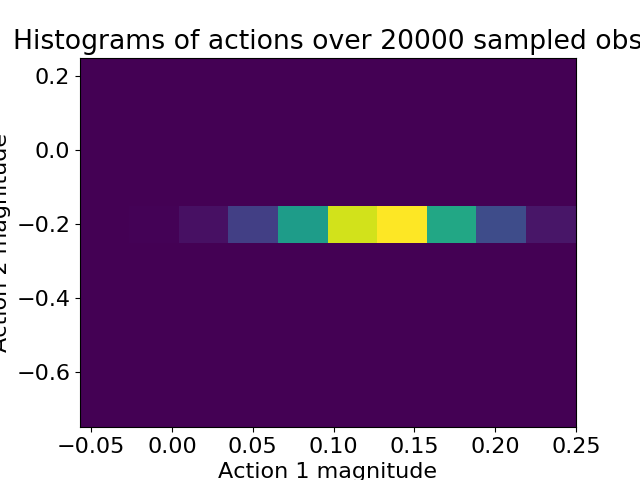 Histograms of actions over 20000 sampled obs
0.2
0.0
−0.2
−0.4
−0.6
Action 2 magnitude
−0.05 0.00 0.05 0.10 0.15 0.20 0.25
Action 1 magnitude